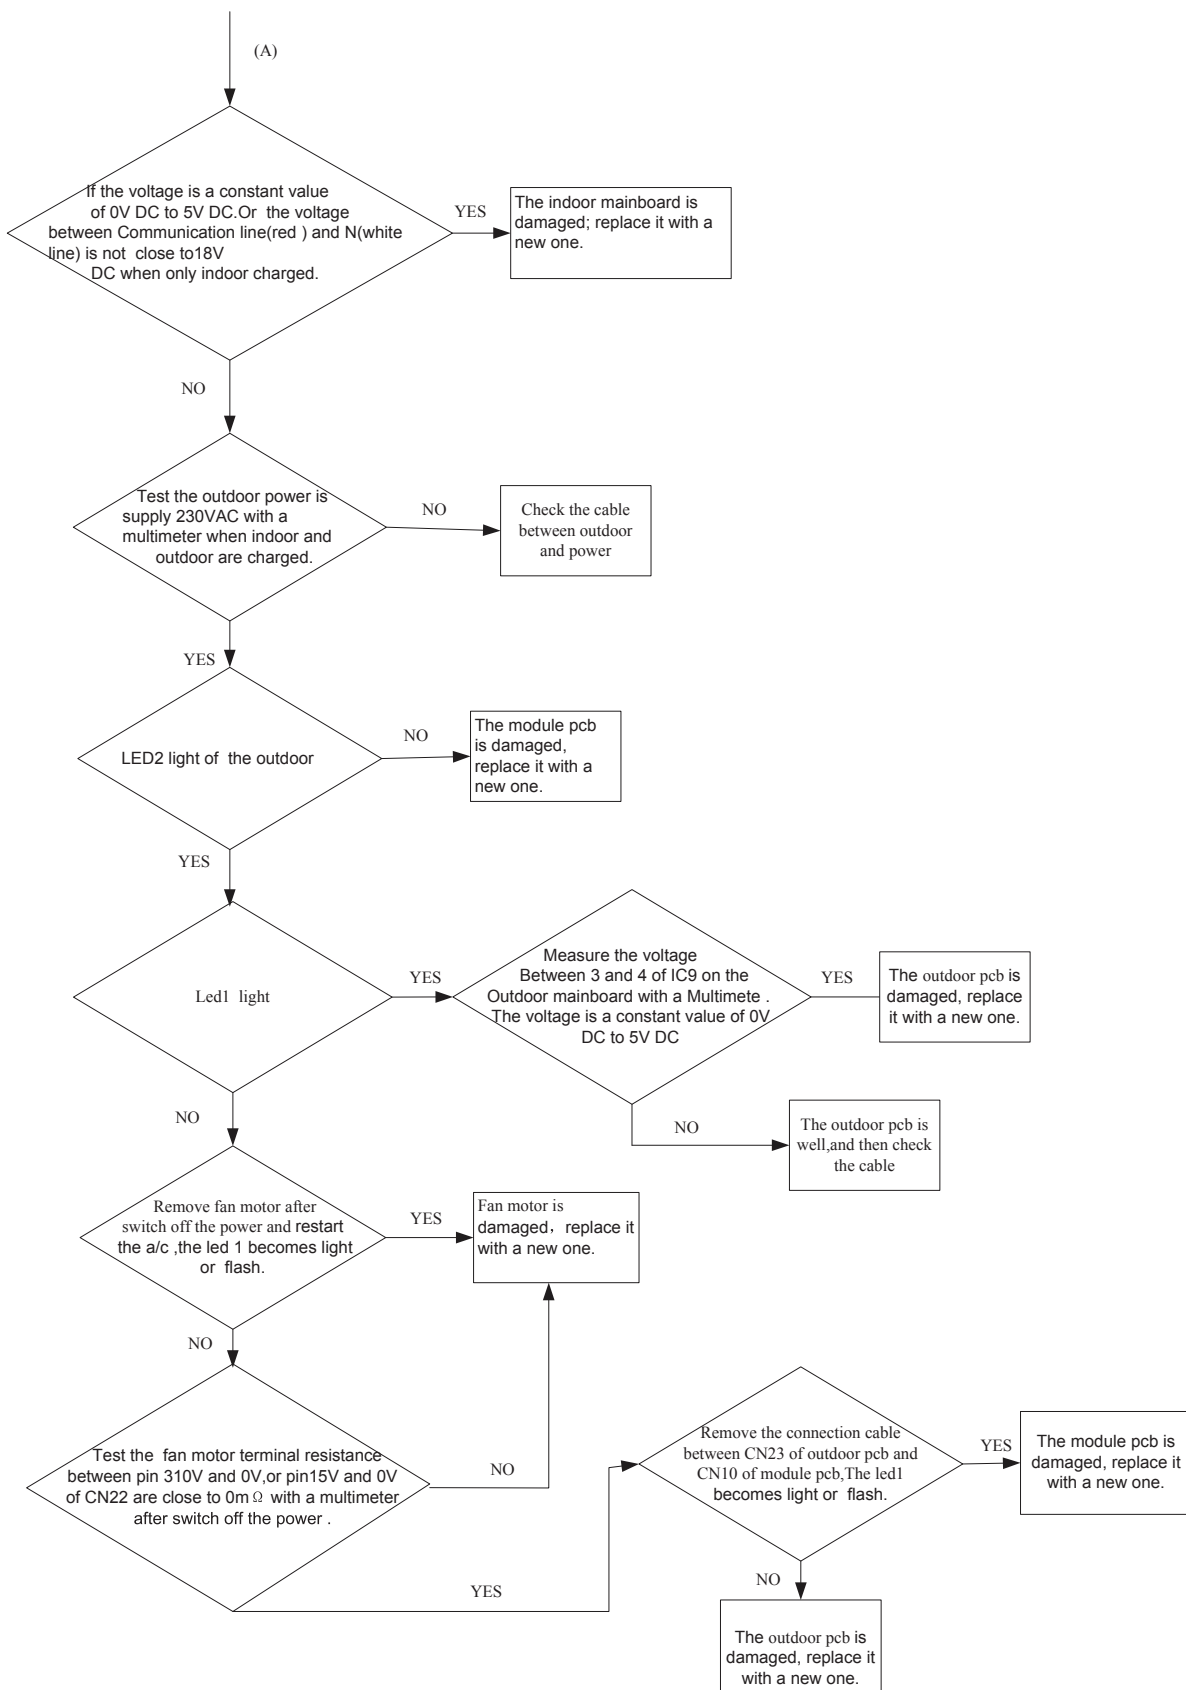 (A)
If the voltage is a constant value
of 0V DC to 5V DC.Or the voltage
between Communication line(red ) and N(white
line) is not close to18V
DC when only indoor charged.
YES
The indoor mainboard is
damaged; replace it with a
new one.
NO
Test the outdoor power is
supply 230VAC with a
multimeter when indoor and
outdoor are charged.
NO
Check the cable
between outdoor
and power
YES
LED2 light of the outdoor
NO
The module pcb
is damaged,
replace it with a
new one.
YES
Led1 light
YES
Measure the voltage
Between 3 and 4 of IC9 on the
Outdoor mainboard with a Multimete .
The voltage is a constant value of 0V
DC to 5V DC
YES
The outdoor pcb is
damaged, replace
it with a new one.
NO
The outdoor pcb is
well,and then check
the cable
NO
Remove fan motor after
switch off the power and restart
the a/c ,the led 1 becomes light
or flash.
YES
Fan motor is
damaged，replace it
with a new one.
NO
Test the fan motor terminal resistance
between pin 310V and 0V,or pin15V and 0V
of CN22 are close to 0mΩ with a multimeter
after switch off the power .
NO
YES
Remove the connection cable
between CN23 of outdoor pcb and
CN10 of module pcb,The led1
becomes light or flash.
YES
The module pcb is
damaged, replace it
with a new one.
NO
The outdoor pcb is
damaged, replace it
with a new one.